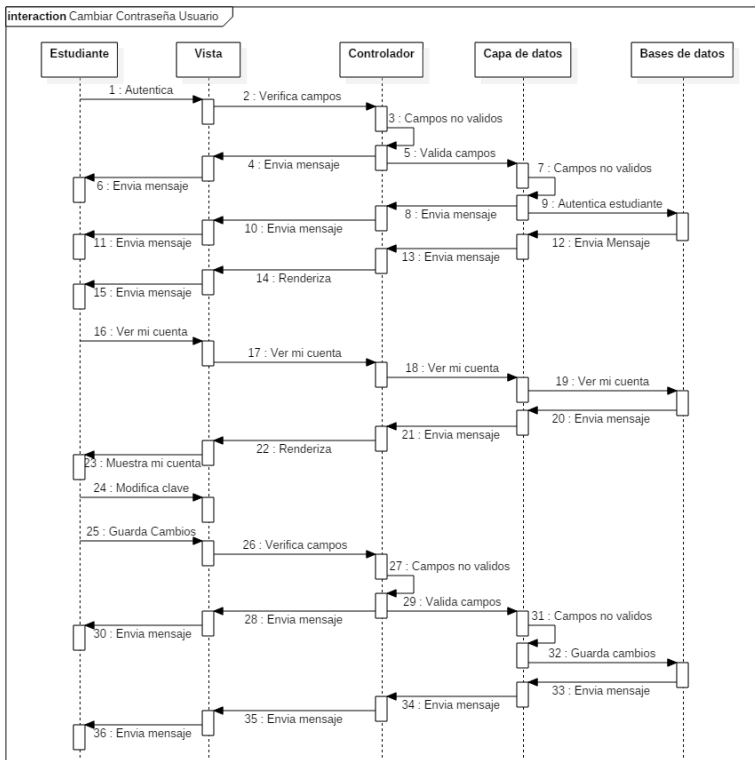 interaction Cambiar Contraseña Usuario
Estudiante
Vista
Controlador
Capa de datos
Bases de datos
1 : Autentica
2 : Verifica campos
3 : Campos no validos
4 : Envia mensaje
5 : Valida campos
6 : Envia mensaje
7 : Campos no validos
8 : Envia mensaje
9 : Autentica estudiante
10 : Envia mensaje
11 : Envia mensaje
12 : Envia Mensaje
13 : Envia mensaje
14 : Renderiza
15 : Envia mensaje
16 : Ver mi cuenta
17 : Ver mi cuenta
18 : Ver mi cuenta
19 : Ver mi cuenta
20 : Envia mensaje
21 : Envia mensaje
22 : Renderiza
23 : Muestra mi cuenta
24 : Modifica clave
25 : Guarda Cambios
26 : Verifica campos
27 : Campos no validos
28 : Envia mensaje
29 : Valida campos
30 : Envia mensaje
31 : Campos no validos
32 : Guarda cambios
33 : Envia mensaje
34 : Envia mensaje
35 : Envia mensaje
36 : Envia mensaje